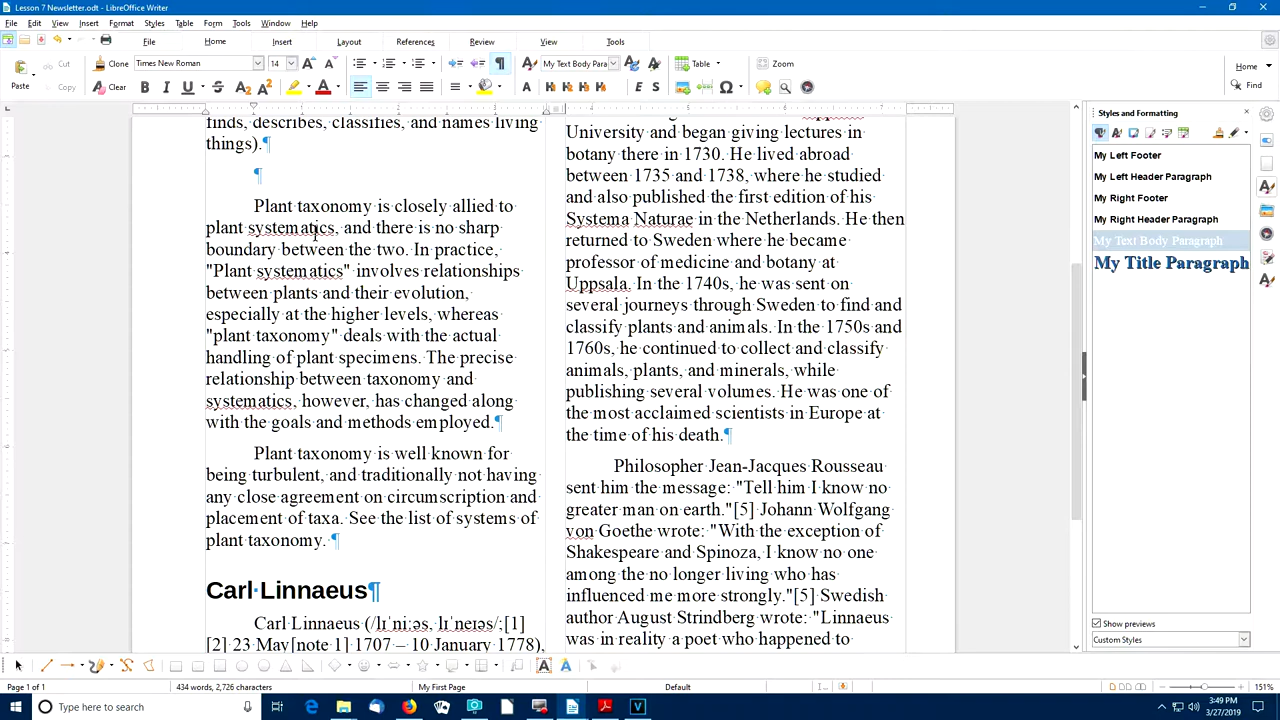 Lesson 7 Newsletter.odt - LibreOffice Writer
File Edit View Insert Format Styles Table Form Tools Window Help
File Home Insert Layout References Review View Tools
Paste Cut Clone Times New Roman 14 My Text Body Para Table Zoom Home
Copy Clear Find
finds, describes, classifies, and names living
things).¶
¶
Plant taxonomy is closely allied to
plant systematics, and there is no sharp
boundary between the two. In practice,
"Plant systematics" involves relationships
between plants and their evolution,
especially at the higher levels, whereas
"plant taxonomy" deals with the actual
handling of plant specimens. The precise
relationship between taxonomy and
systematics, however, has changed along
with the goals and methods employed.¶
Plant taxonomy is well known for
being turbulent, and traditionally not having
any close agreement on circumscription and
placement of taxa. See the list of systems of
plant taxonomy. ¶
Carl Linnaeus¶
Carl Linnaeus (/lɪˈniːəs, lɪˈneɪəs/;[1]
[2] 23 May[note 1] 1707 – 10 January 1778),
University and began giving lectures in
botany there in 1730. He lived abroad
between 1735 and 1738, where he studied
and also published the first edition of his
Systema Naturae in the Netherlands. He then
returned to Sweden where he became
professor of medicine and botany at
Uppsala. In the 1740s, he was sent on
several journeys through Sweden to find and
classify plants and animals. In the 1750s and
1760s, he continued to collect and classify
animals, plants, and minerals, while
publishing several volumes. He was one of
the most acclaimed scientists in Europe at
the time of his death.¶
Philosopher Jean-Jacques Rousseau
sent him the message: "Tell him I know no
greater man on earth."[5] Johann Wolfgang
von Goethe wrote: "With the exception of
Shakespeare and Spinoza, I know no one
among the no longer living who has
influenced me more strongly."[5] Swedish
author August Strindberg wrote: "Linnaeus
was in reality a poet who happened to
Styles and Formatting
My Left Footer
My Left Header Paragraph
My Right Footer
My Right Header Paragraph
My Text Body Paragraph
My Title Paragraph
Show previews
Custom Styles
Page 1 of 1 434 words, 2,726 characters My First Page Default 151%
Type here to search
3:49 PM
3/27/2019